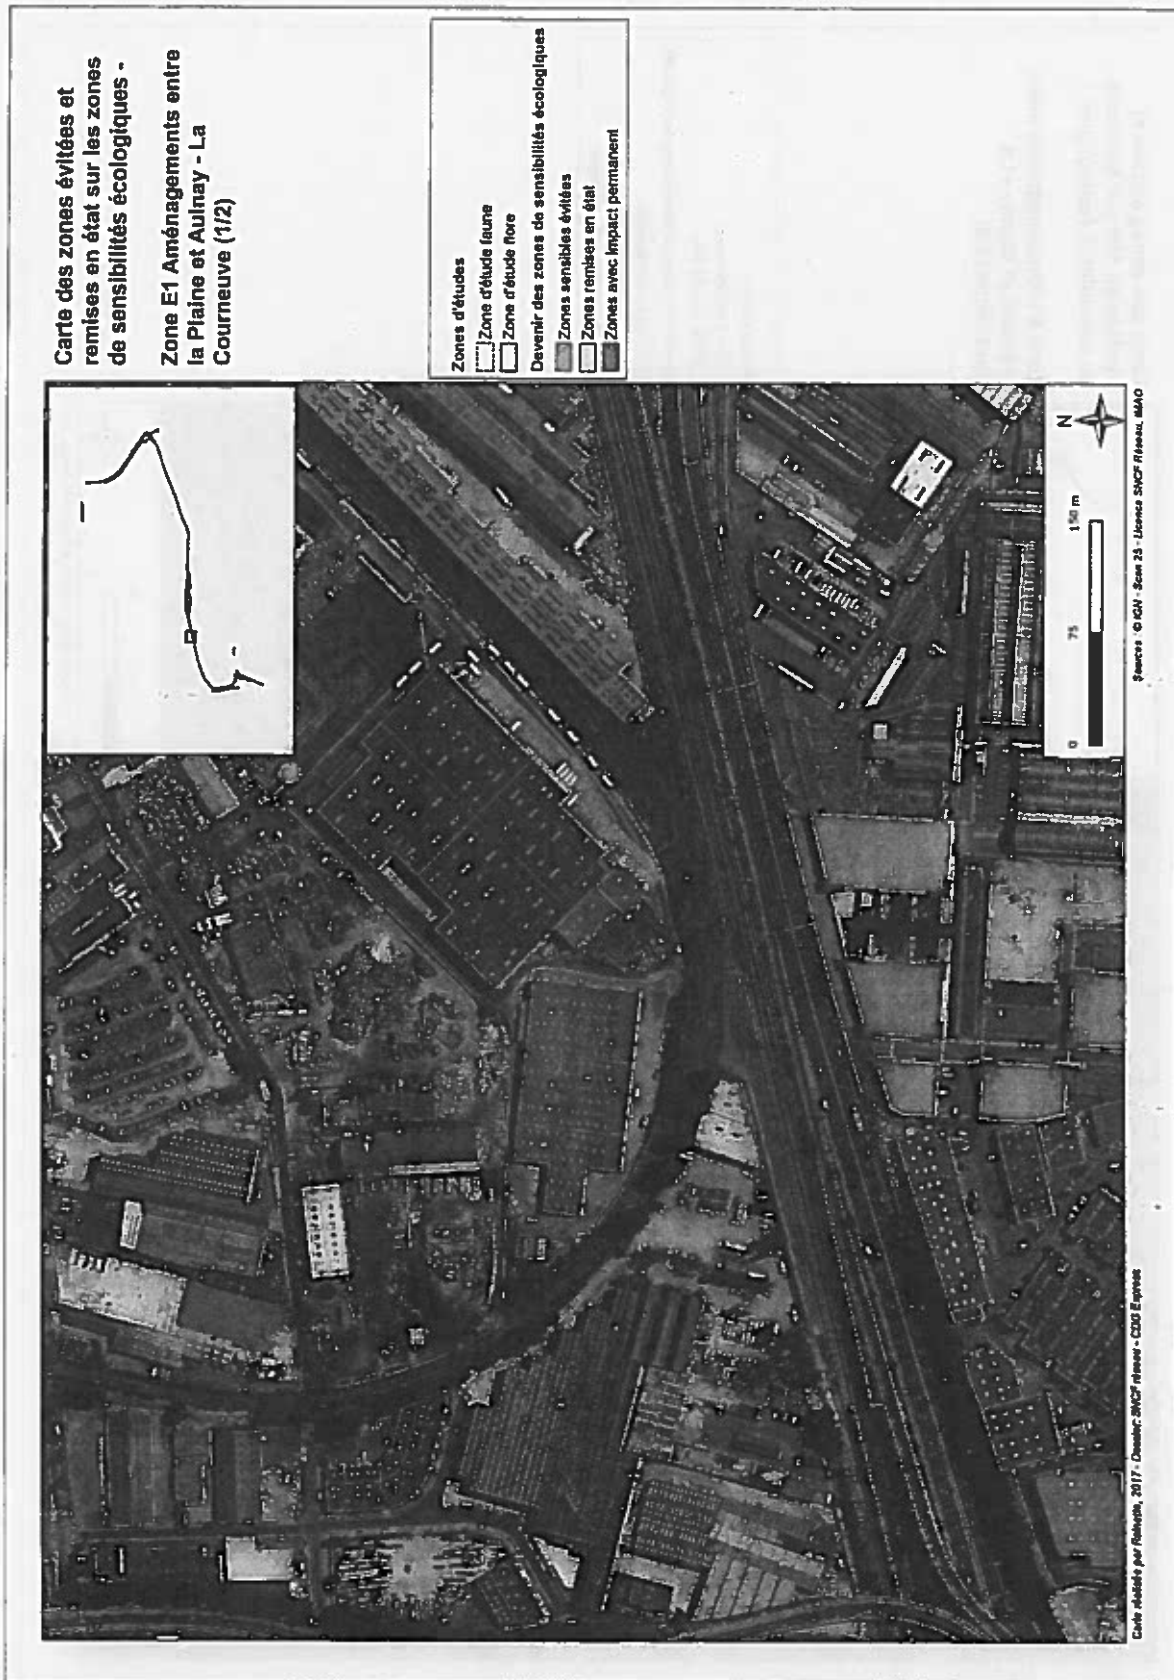 Carte des zones évitées et
remises en état sur les zones
de sensibilités écologiques -
Zone E1 Aménagements entre
la Plaine et Aulnay - La
Courneuve (1/2)
Zones d'études
Zone d'étude faune
Zone d'étude flore
Devenir des zones de sensibilités écologiques
Zones sensibles évitées
Zones remises en état
Zones avec Impact permanent
N
0 75 150 m
Sources : © IGN - Scan 25 - Licence SNCF Réseau, IMAO
Carte réalisée par Rainette, 2017 - Dossier: SNCF réseau - CDG Express